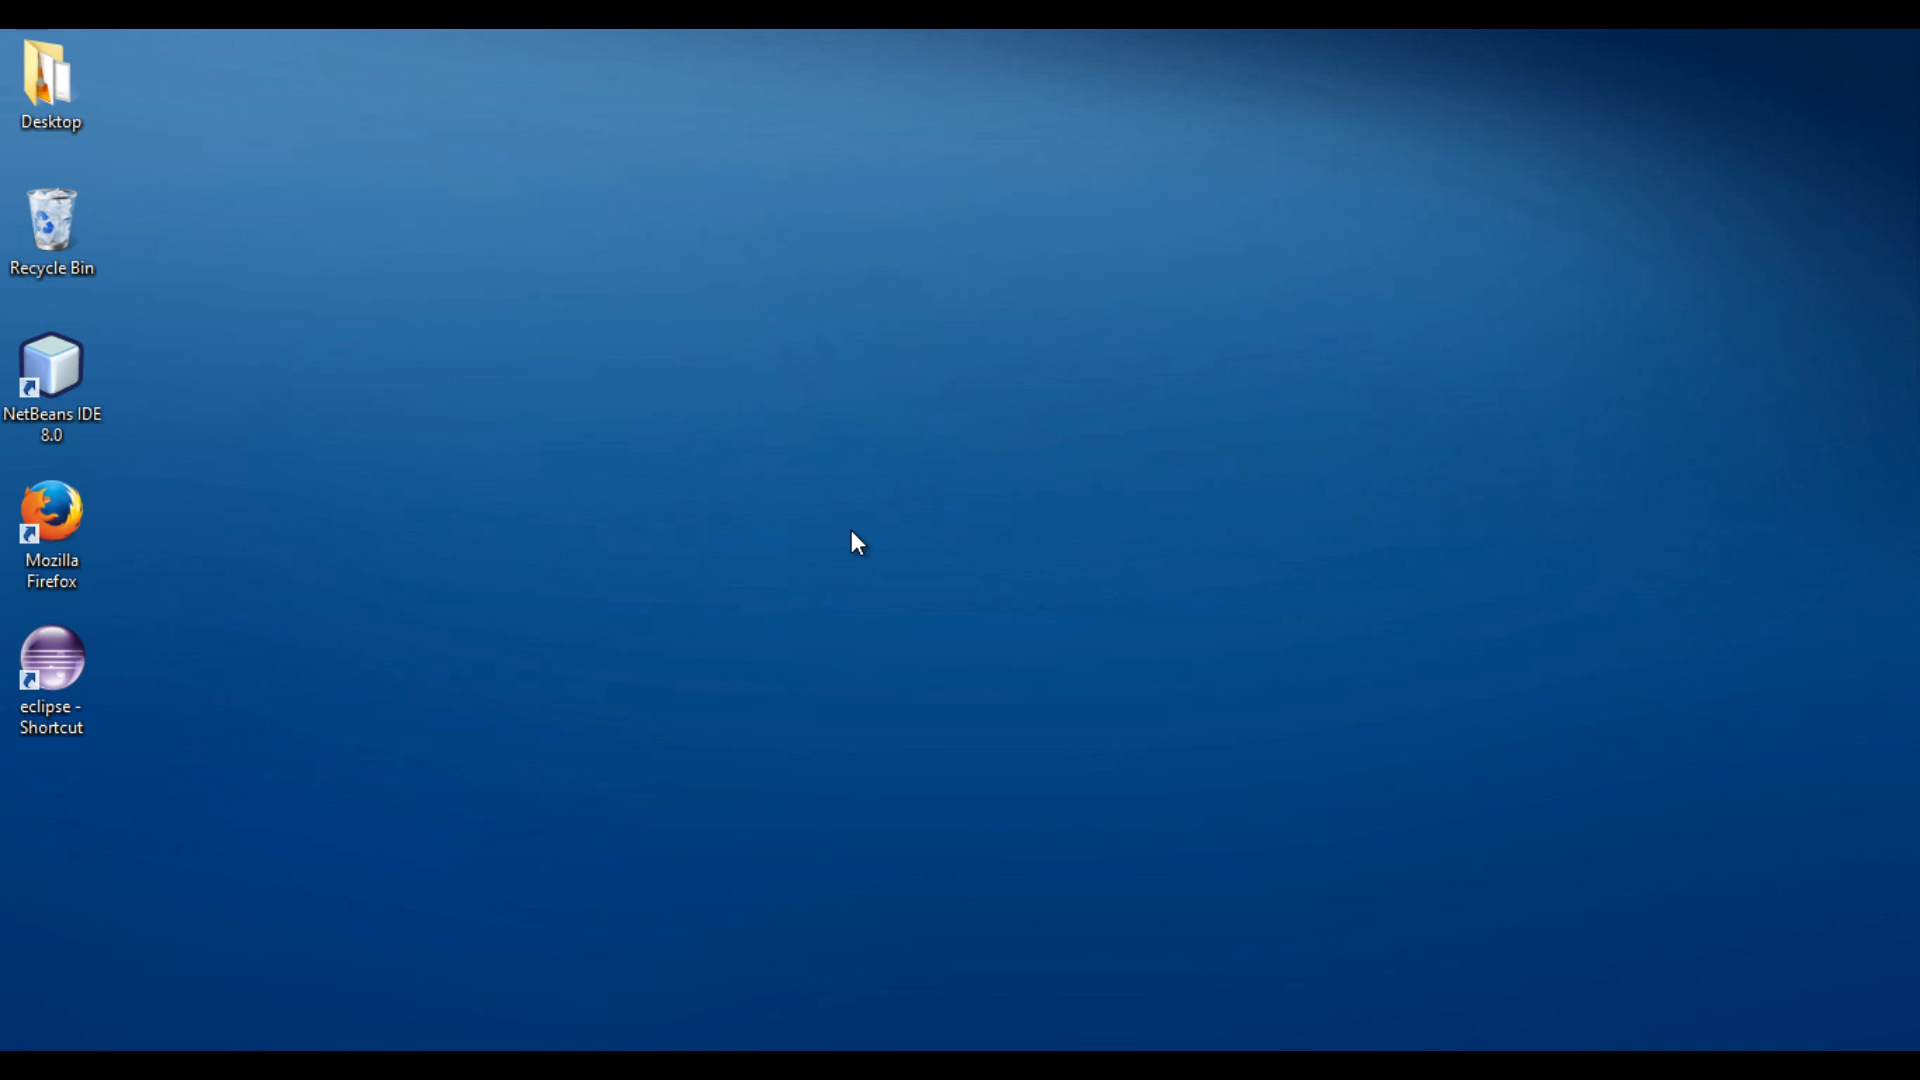 Desktop
Recycle Bin
NetBeans IDE
8.0
Mozilla
Firefox
eclipse -
Shortcut